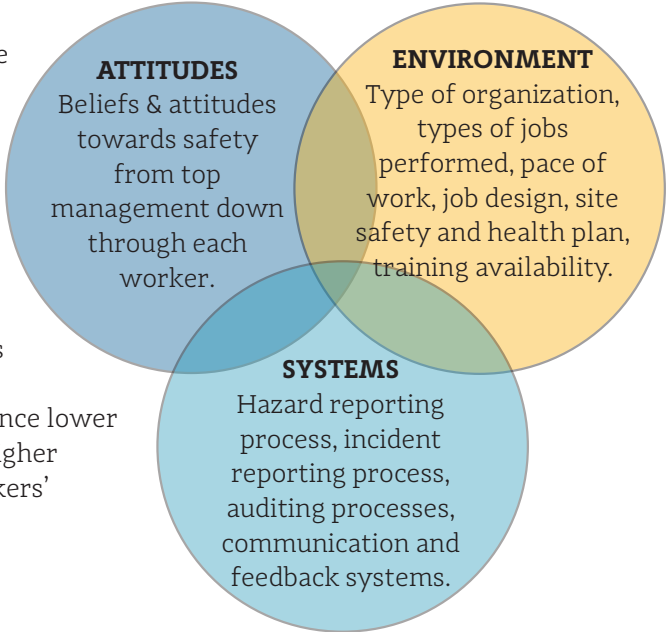 ATTITUDES
Beliefs & attitudes
towards safety
from top
management down
through each
worker.
ENVIRONMENT
Type of organization,
types of jobs
performed, pace of
work, job design, site
safety and health plan,
training availability.
SYSTEMS
Hazard reporting
process, incident
reporting process,
auditing processes,
communication and
feedback systems.
lower